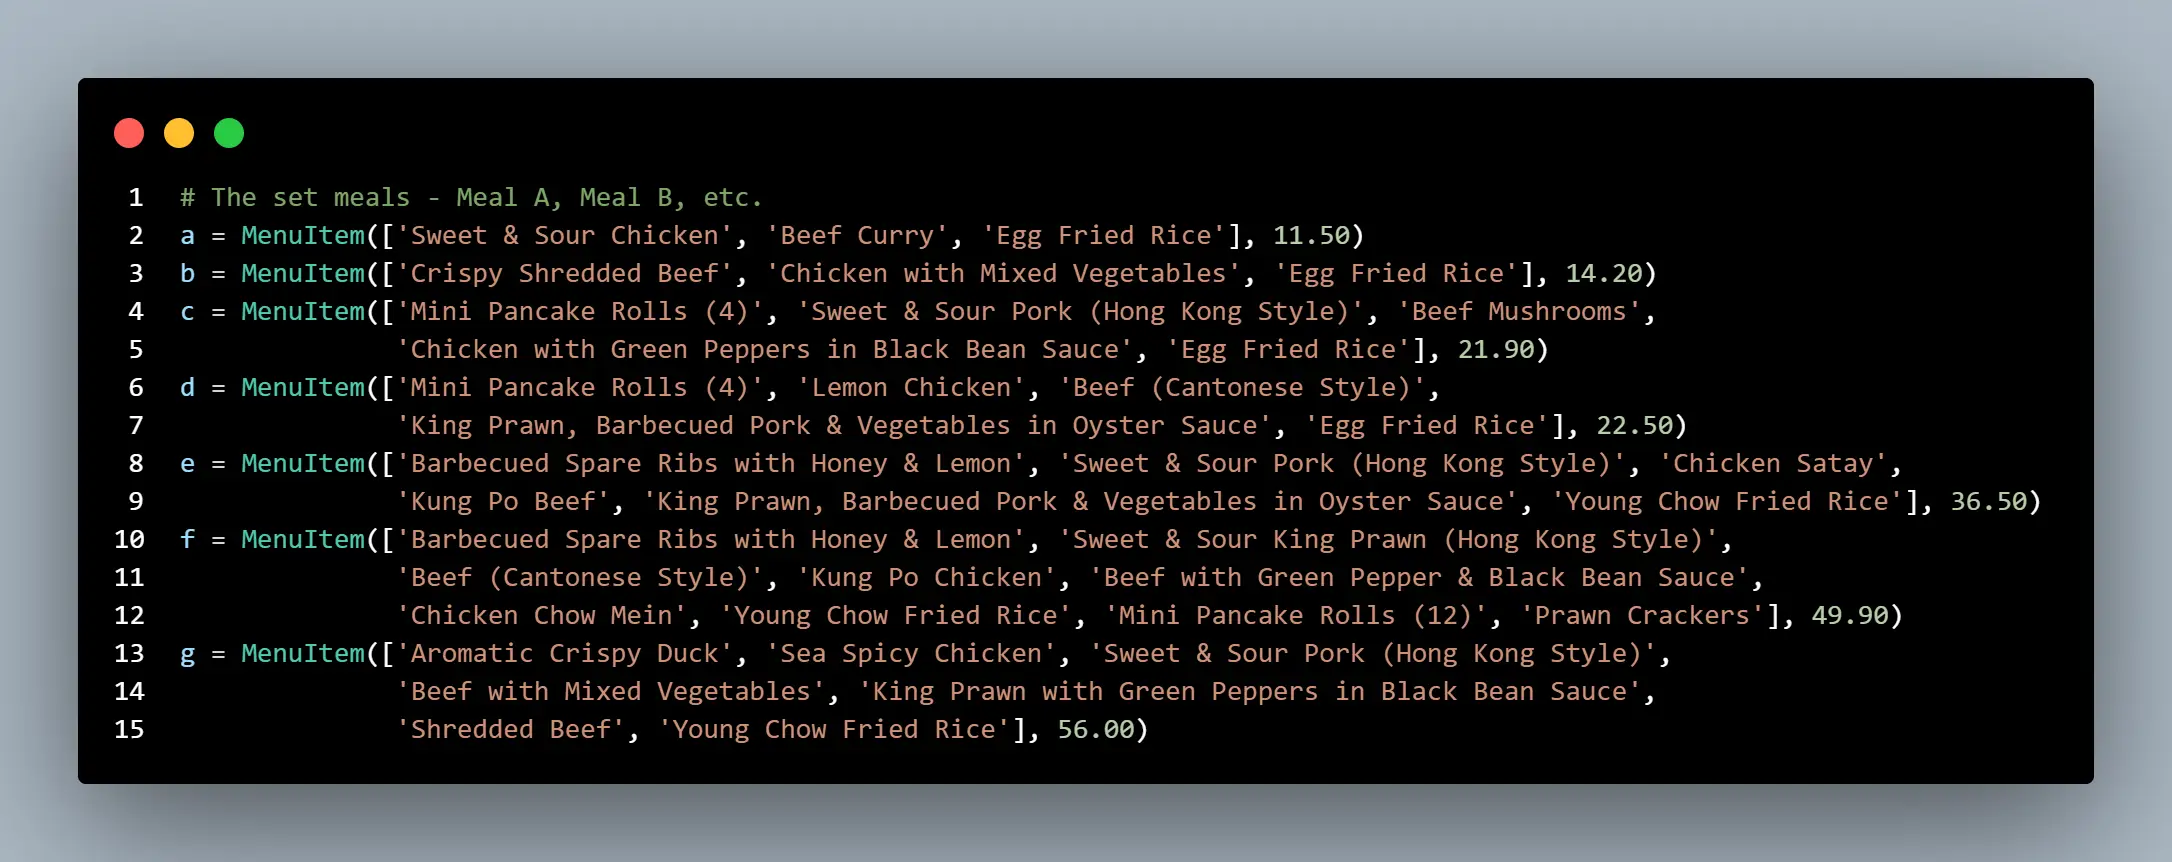 1 # The set meals - Meal A, Meal B, etc.
2 a = MenuItem(['Sweet & Sour Chicken', 'Beef Curry', 'Egg Fried Rice'], 11.50)
3 b = MenuItem(['Crispy Shredded Beef', 'Chicken with Mixed Vegetables', 'Egg Fried Rice'], 14.20)
4 c = MenuItem(['Mini Pancake Rolls (4)', 'Sweet & Sour Pork (Hong Kong Style)', 'Beef Mushrooms',
5               'Chicken with Green Peppers in Black Bean Sauce', 'Egg Fried Rice'], 21.90)
6 d = MenuItem(['Mini Pancake Rolls (4)', 'Lemon Chicken', 'Beef (Cantonese Style)',
7               'King Prawn, Barbecued Pork & Vegetables in Oyster Sauce', 'Egg Fried Rice'], 22.50)
8 e = MenuItem(['Barbecued Spare Ribs with Honey & Lemon', 'Sweet & Sour Pork (Hong Kong Style)', 'Chicken Satay',
9               'Kung Po Beef', 'King Prawn, Barbecued Pork & Vegetables in Oyster Sauce', 'Young Chow Fried Rice'], 36.50)
10 f = MenuItem(['Barbecued Spare Ribs with Honey & Lemon', 'Sweet & Sour King Prawn (Hong Kong Style)',
11               'Beef (Cantonese Style)', 'Kung Po Chicken', 'Beef with Green Pepper & Black Bean Sauce',
12               'Chicken Chow Mein', 'Young Chow Fried Rice', 'Mini Pancake Rolls (12)', 'Prawn Crackers'], 49.90)
13 g = MenuItem(['Aromatic Crispy Duck', 'Sea Spicy Chicken', 'Sweet & Sour Pork (Hong Kong Style)',
14               'Beef with Mixed Vegetables', 'King Prawn with Green Peppers in Black Bean Sauce',
15               'Shredded Beef', 'Young Chow Fried Rice'], 56.00)